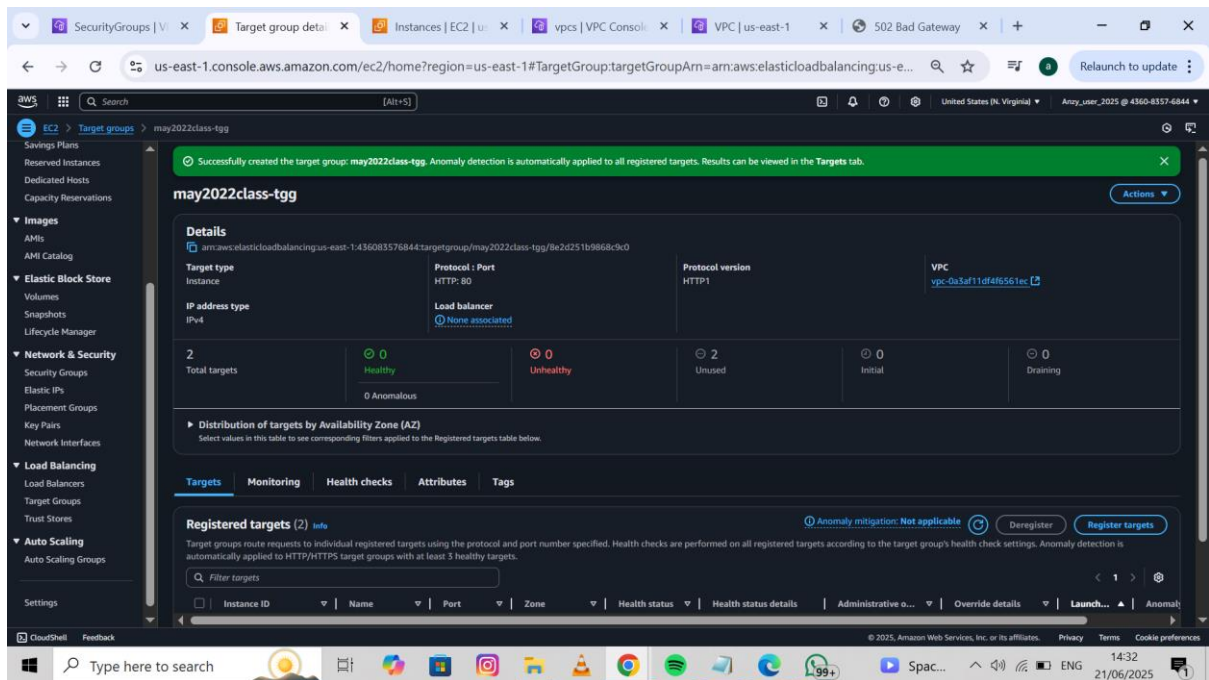 SecurityGroups | V
Target group detai
Instances | EC2 | u
vpcs | VPC Consol
VPC | us-east-1
502 Bad Gateway
us-east-1.console.aws.amazon.com/ec2/home?region=us-east-1#TargetGroup:targetGroupArn=arn:aws:elasticloadbalancing:us-e...
a
Relaunch to update
aws
Search
[Alt+S]
United States (N. Virginia)
Anzy_user_2025 @ 4360-8357-6844
EC2 > Target groups > may2022class-tgg
Savings Plans
Reserved Instances
Dedicated Hosts
Capacity Reservations
Images
AMIs
AMI Catalog
Elastic Block Store
Volumes
Snapshots
Lifecycle Manager
Network & Security
Security Groups
Elastic IPs
Placement Groups
Key Pairs
Network Interfaces
Load Balancing
Load Balancers
Target Groups
Trust Stores
Auto Scaling
Auto Scaling Groups
Settings
Successfully created the target group: may2022class-tgg. Anomaly detection is automatically applied to all registered targets. Results can be viewed in the Targets tab.
may2022class-tgg
Actions
Details
arn:aws:elasticloadbalancing:us-east-1:436083576844:targetgroup/may2022class-tgg/8e2d251b9868c9c0
Target type
Instance
Protocol : Port
HTTP: 80
Protocol version
HTTP1
VPC
vpc-0a3af11df4f6561ec
IP address type
IPv4
Load balancer
None associated
2
Total targets
0
Healthy
0 Anomalous
0
Unhealthy
2
Unused
0
Initial
0
Draining
Distribution of targets by Availability Zone (AZ)
Select values in this table to see corresponding filters applied to the Registered targets table below.
Targets Monitoring Health checks Attributes Tags
Registered targets (2) Info
Anomaly mitigation: Not applicable
Deregister
Register targets
Target groups route requests to individual registered targets using the protocol and port number specified. Health checks are performed on all registered targets according to the target group's health check settings. Anomaly detection is
automatically applied to HTTP/HTTPS target groups with at least 3 healthy targets.
Filter targets
1
Instance ID Name Port Zone Health status Health status details Administrative o... Override details Launch... Anomaly
CloudShell Feedback
© 2025, Amazon Web Services, Inc. or its affiliates. Privacy Terms Cookie preferences
Type here to search
99+
Spac...
ENG
14:32
21/06/2025
1